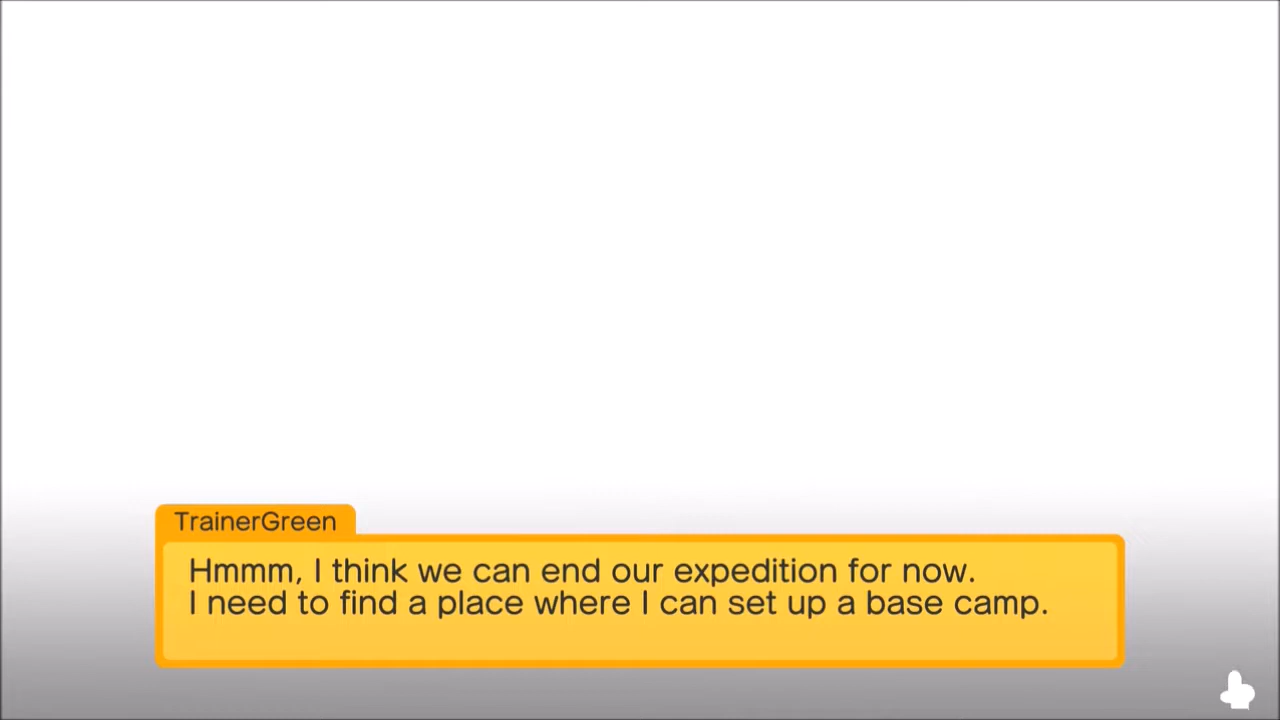 TrainerGreen
Hmmm, I think we can end our expedition for now.
I need to find a place where I can set up a base camp.